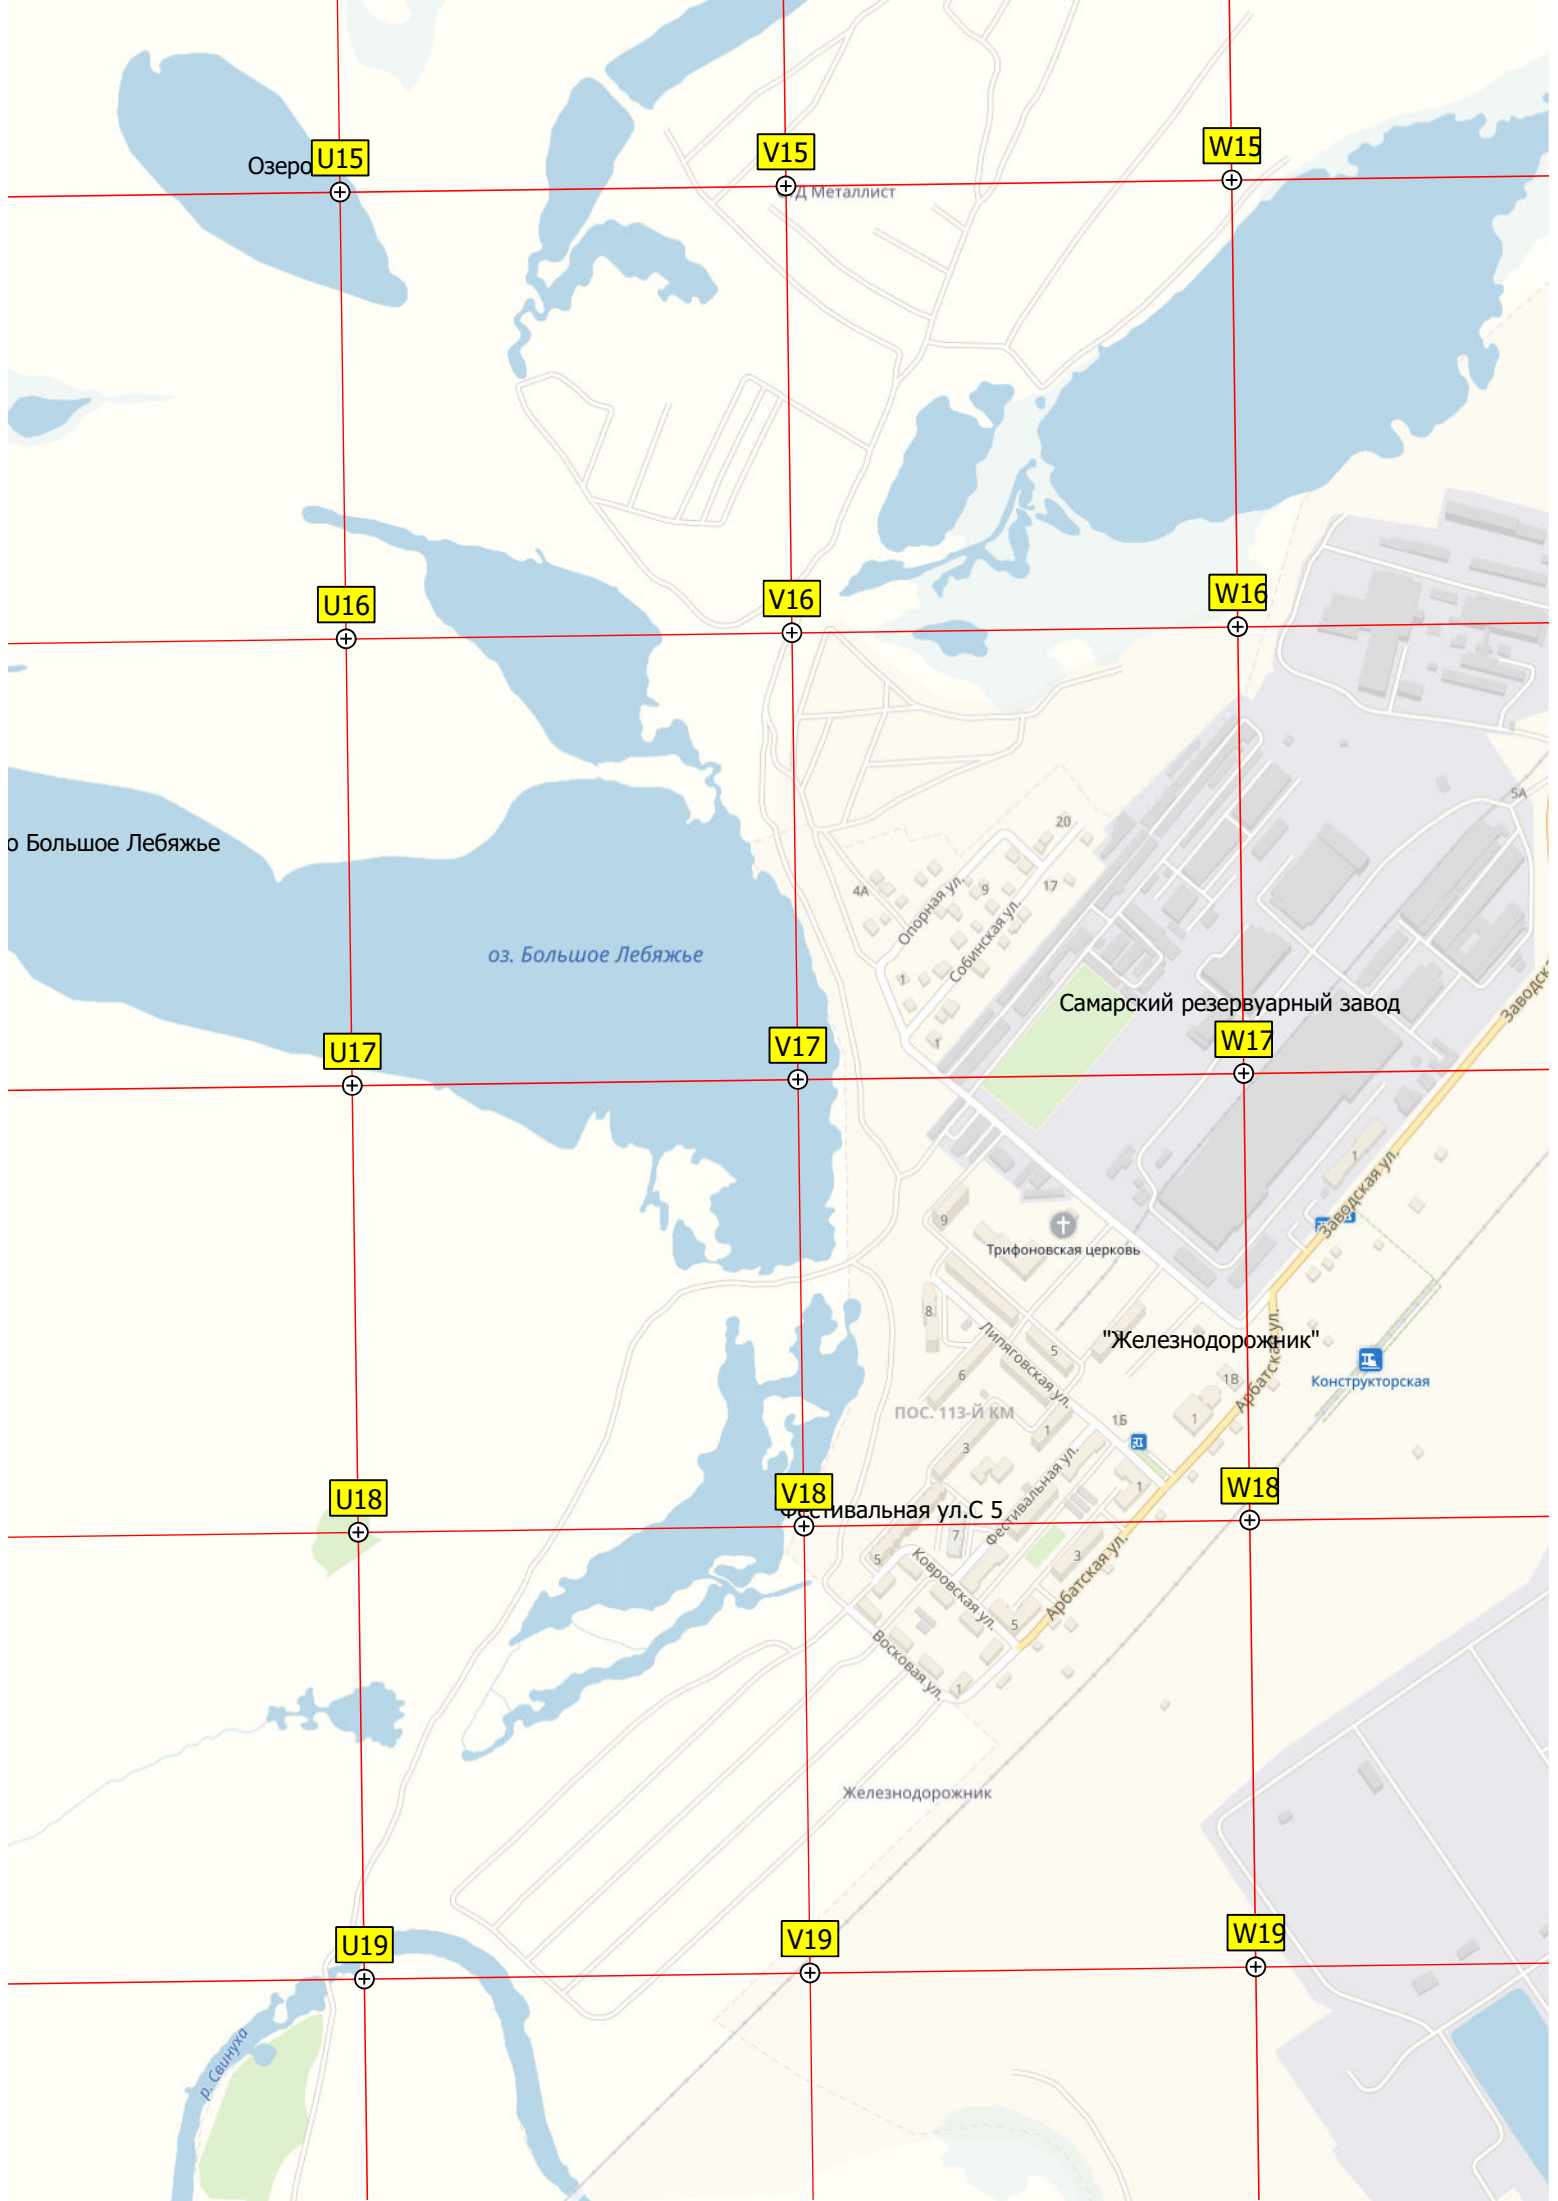 Озеро
U15
V15
W15
Д Металлист
U16
V16
W16
5А
20
о Большое Лебяжье
4А
9
17
Опорная ул.
Собинская ул.
оз. Большое Лебяжье
1
Заводска
Самарский резервуарный завод
1
U17
V17
W17
1
Заводская ул.
9
Трифоновская церковь
8
Липяговская ул.
5
"Железнодорожник"
Арбатская ул.
6
1В
Конструкторская
ПОС. 113-Й КМ
1
1Б
1
3
Фестивальная ул.
1
U18
V18
W18
Фестивальная ул.С 5
7
5
3
Ковровская ул.
Арбатская ул.
5
Восковая ул.
1
Железнодорожник
U19
V19
W19
р. Свинуха